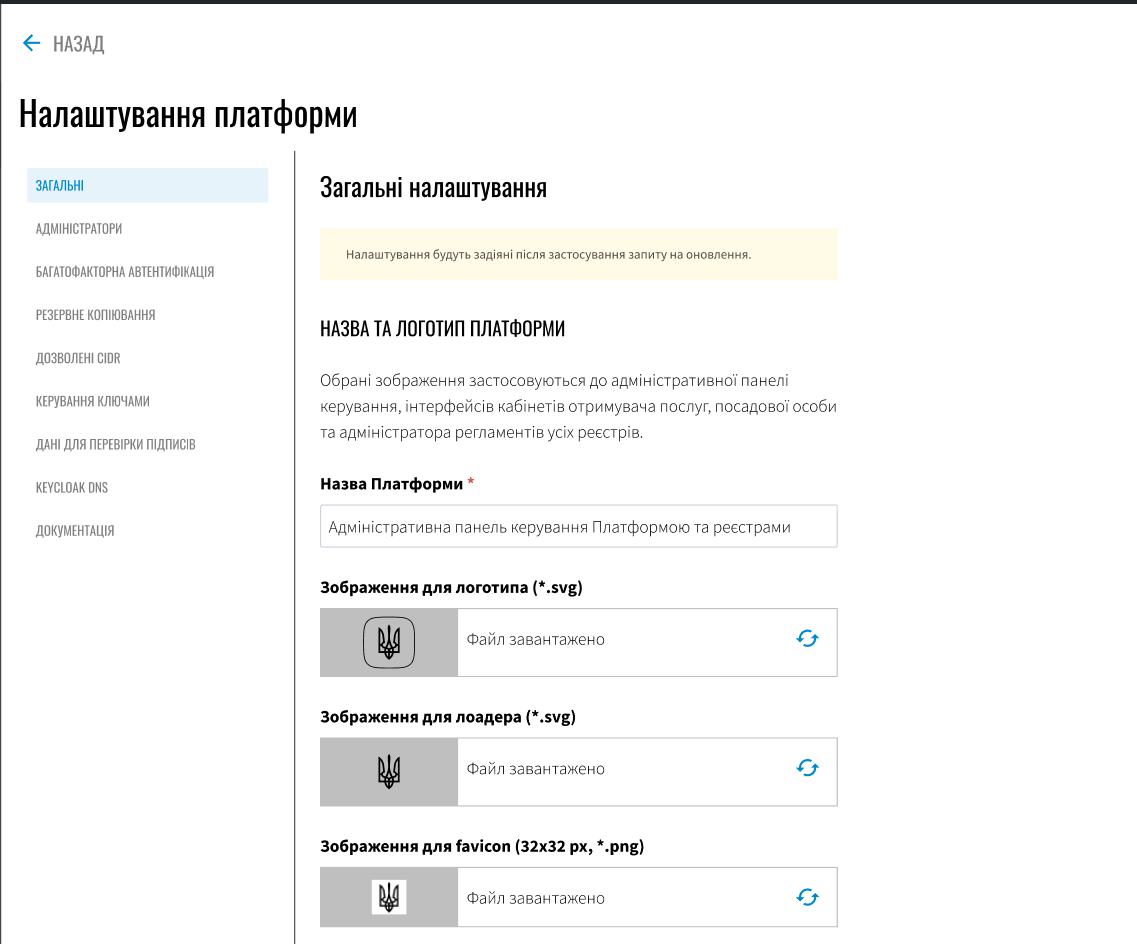 НАЗАД
Налаштування платформи
ЗАГАЛЬНІ
АДМІНІСТРАТОРИ
БАГАТОФАКТОРНА АВТЕНТИФІКАЦІЯ
РЕЗЕРВНЕ КОПІЮВАННЯ
ДОЗВОЛЕНІ CIDR
КЕРУВАННЯ КЛЮЧАМИ
ДАНІ ДЛЯ ПЕРЕВІРКИ ПІДПИСІВ
KEYCLOAK DNS
ДОКУМЕНТАЦІЯ
Загальні налаштування
Налаштування будуть задіяні після застосування запиту на оновлення.
НАЗВА ТА ЛОГОТИП ПЛАТФОРМИ
Обрані зображення застосовуються до адміністративної панелі
керування, інтерфейсів кабінетів отримувача послуг, посадової особи
та адміністратора регламентів усіх реєстрів.
Назва Платформи *
Адміністративна панель керування Платформою та реєстрами
Зображення для логотипа (*.svg)
Файл завантажено
Зображення для лоадера (*.svg)
Файл завантажено
Зображення для favicon (32x32 px, *.png)
Файл завантажено